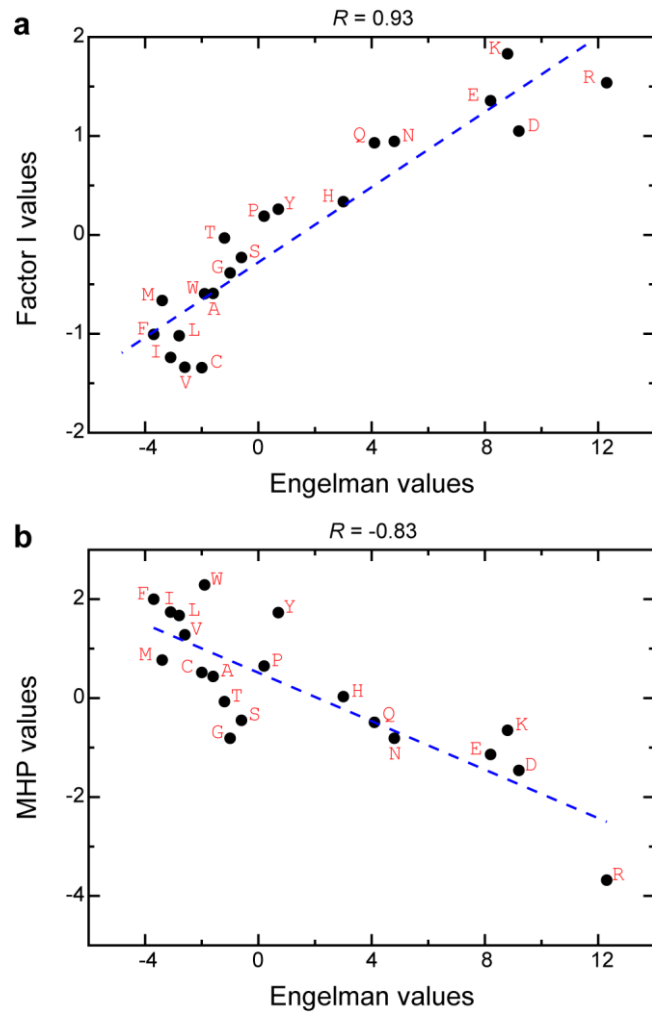 a
R = 0.93
2
1
0
-1
-2
Factor I values
K
R
E
D
Q
N
H
P
Y
T
S
G
W
A
M
F
L
I
V
C
-4
0
4
8
12
Engelman values
b
R = -0.83
2
0
-2
-4
MHP values
W
F
I
L
Y
V
M
C
A
P
T
S
G
H
Q
N
K
E
D
R
-4
0
4
8
12
Engelman values